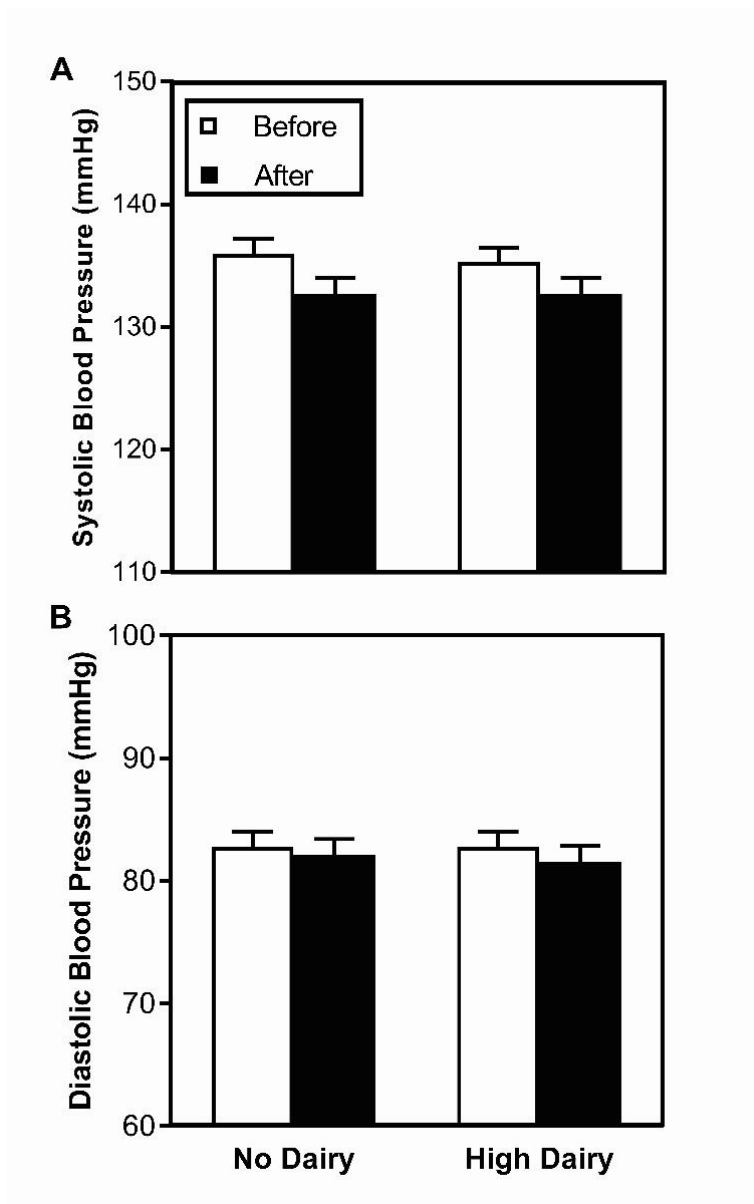 A
Systolic Blood Pressure (mmHg)
150
140
130
120
110
Before
After
B
Diastolic Blood Pressure (mmHg)
100
90
80
70
60
No Dairy
High Dairy